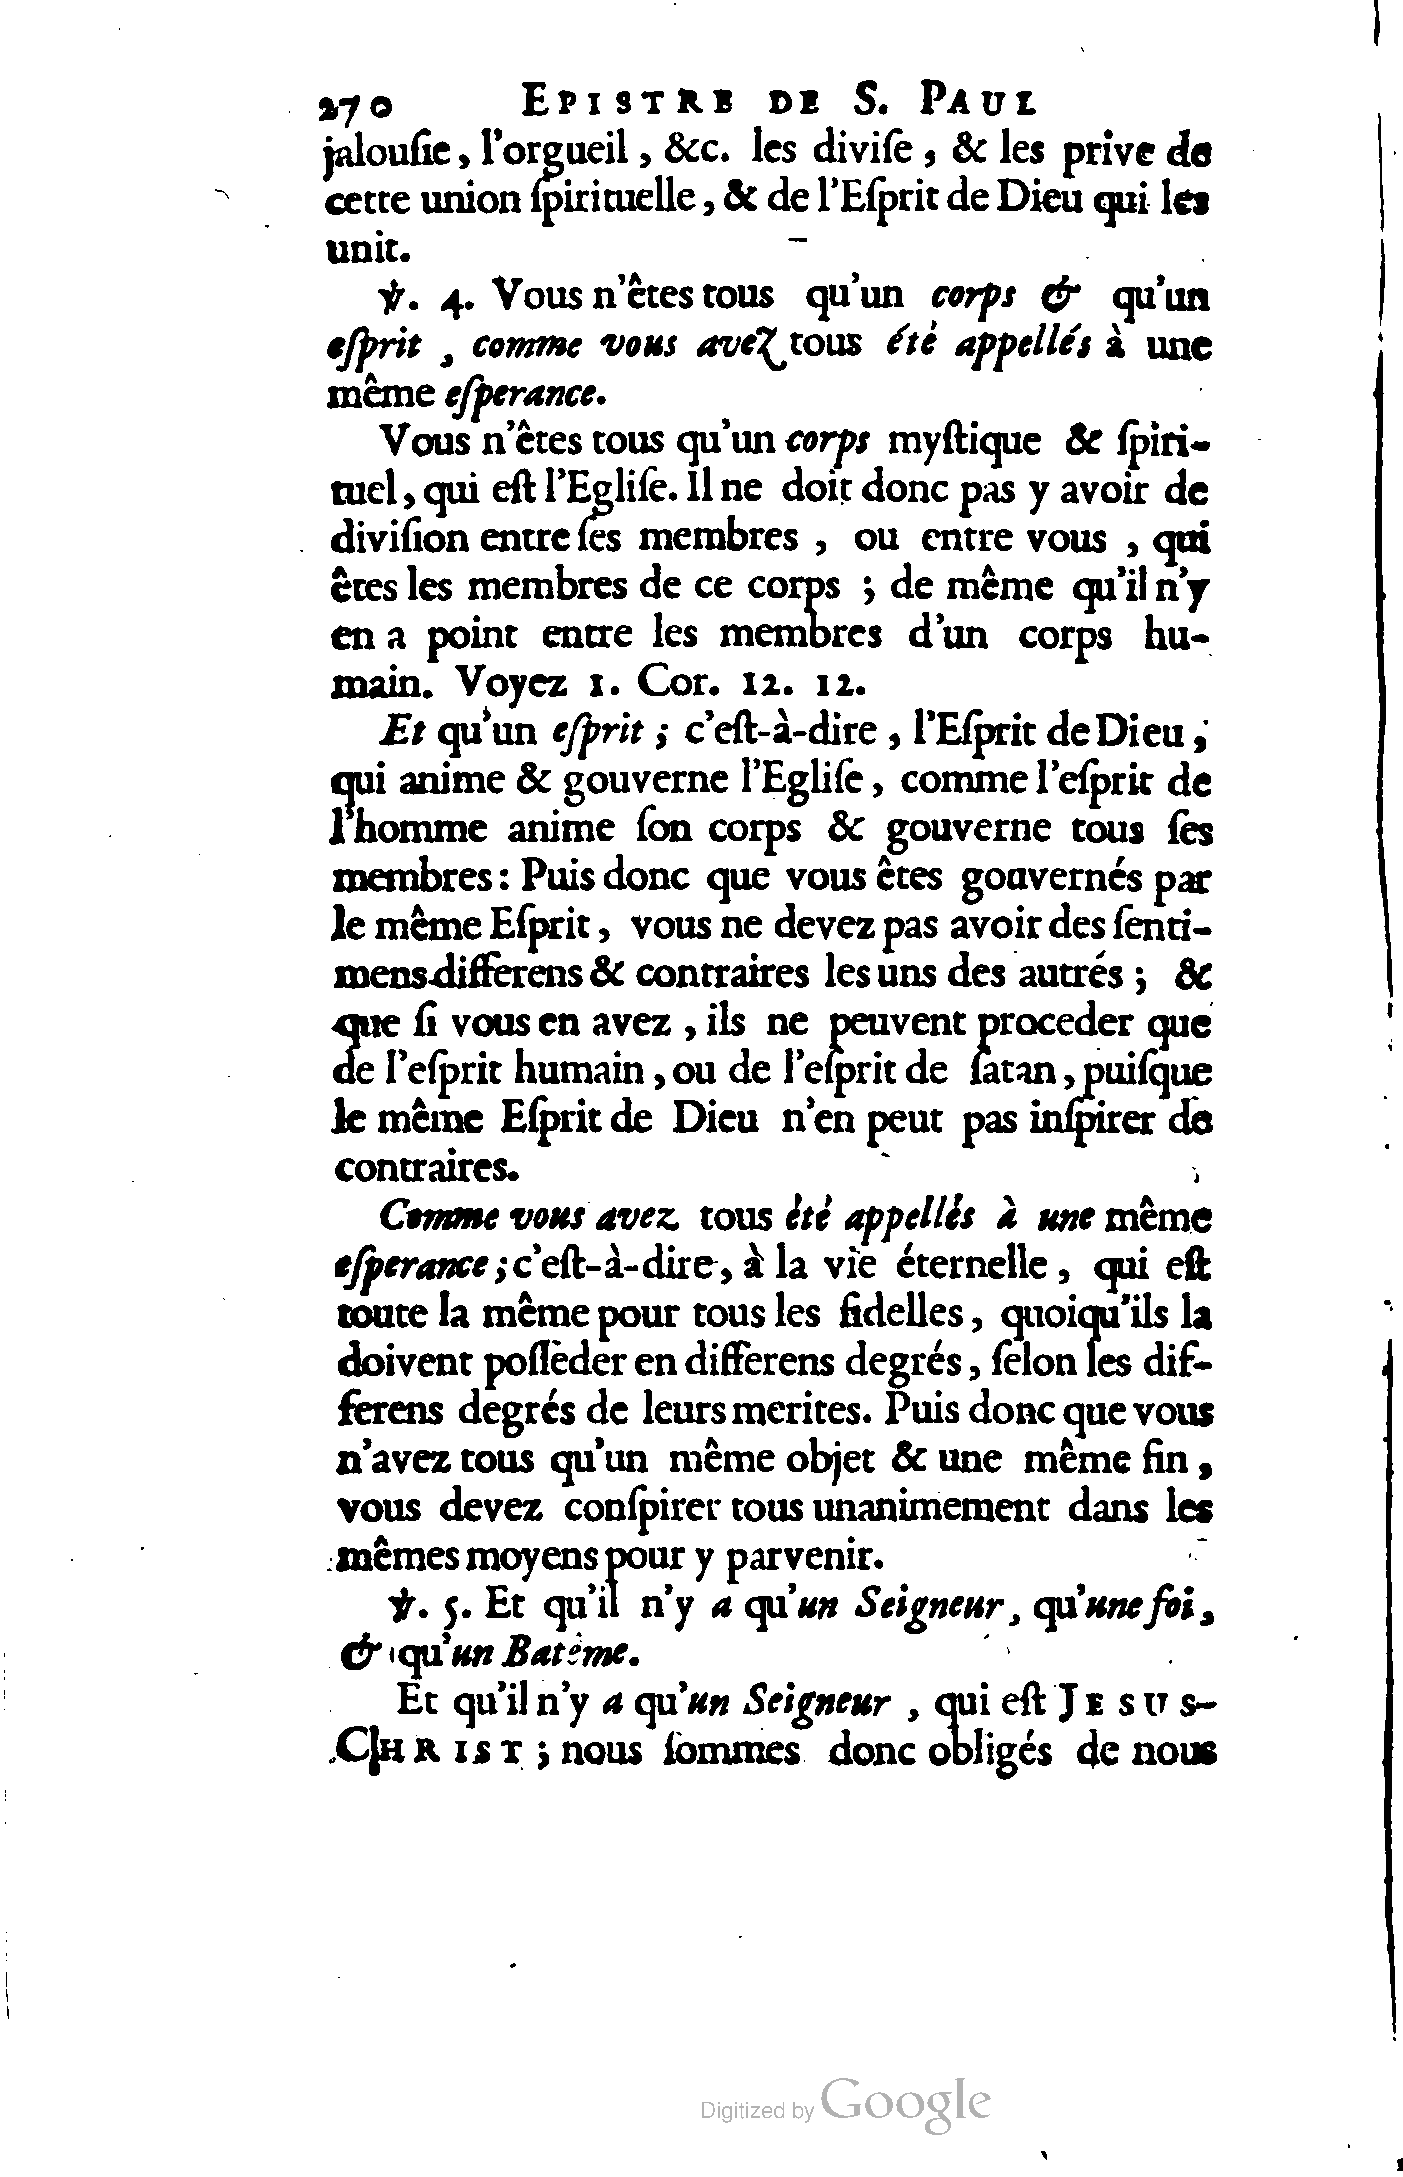 270 EPISTRE DE S. PAUL
jalousie, l'orgueil, &c. les divise, & les prive de
cette union spirituelle, & de l'Esprit de Dieu qui les
unit.
℣. 4. Vous n'êtes tous qu'un corps & qu'un
esprit, comme vous avez tous été appellés à une
même esperance.
Vous n'êtes tous qu'un corps mystique & spiri-
tuel, qui est l'Eglise. Il ne doit donc pas y avoir de
division entre ses membres, ou entre vous, qui
êtes les membres de ce corps; de même qu'il n'y
en a point entre les membres d'un corps hu-
main. Voyez 1. Cor. 12. 12.
Et qu'un esprit; c'est-à-dire, l'Esprit de Dieu,
qui anime & gouverne l'Eglise, comme l'esprit de
l'homme anime son corps & gouverne tous ses
membres: Puis donc que vous êtes gouvernés par
le même Esprit, vous ne devez pas avoir des senti-
mens differens & contraires les uns des autrés; &
que si vous en avez, ils ne peuvent proceder que
de l'esprit humain, ou de l'esprit de satan, puisque
le même Esprit de Dieu n'en peut pas inspirer de
contraires.
Comme vous avez tous été appellés à une même
esperance; c'est-à-dire, à la vie éternelle, qui est
toute la même pour tous les fidelles, quoiqu'ils la
doivent posseder en differens degrés, selon les dif-
ferens degrés de leurs merites. Puis donc que vous
n'avez tous qu'un même objet & une même fin,
vous devez conspirer tous unanimement dans les
mêmes moyens pour y parvenir.
℣. 5. Et qu'il n'y a qu'un Seigneur, qu'une foi,
& qu'un Batême.
Et qu'il n'y a qu'un Seigneur, qui est JESUS-
CHRIST; nous sommes donc obligés de nous
Digitized by Google